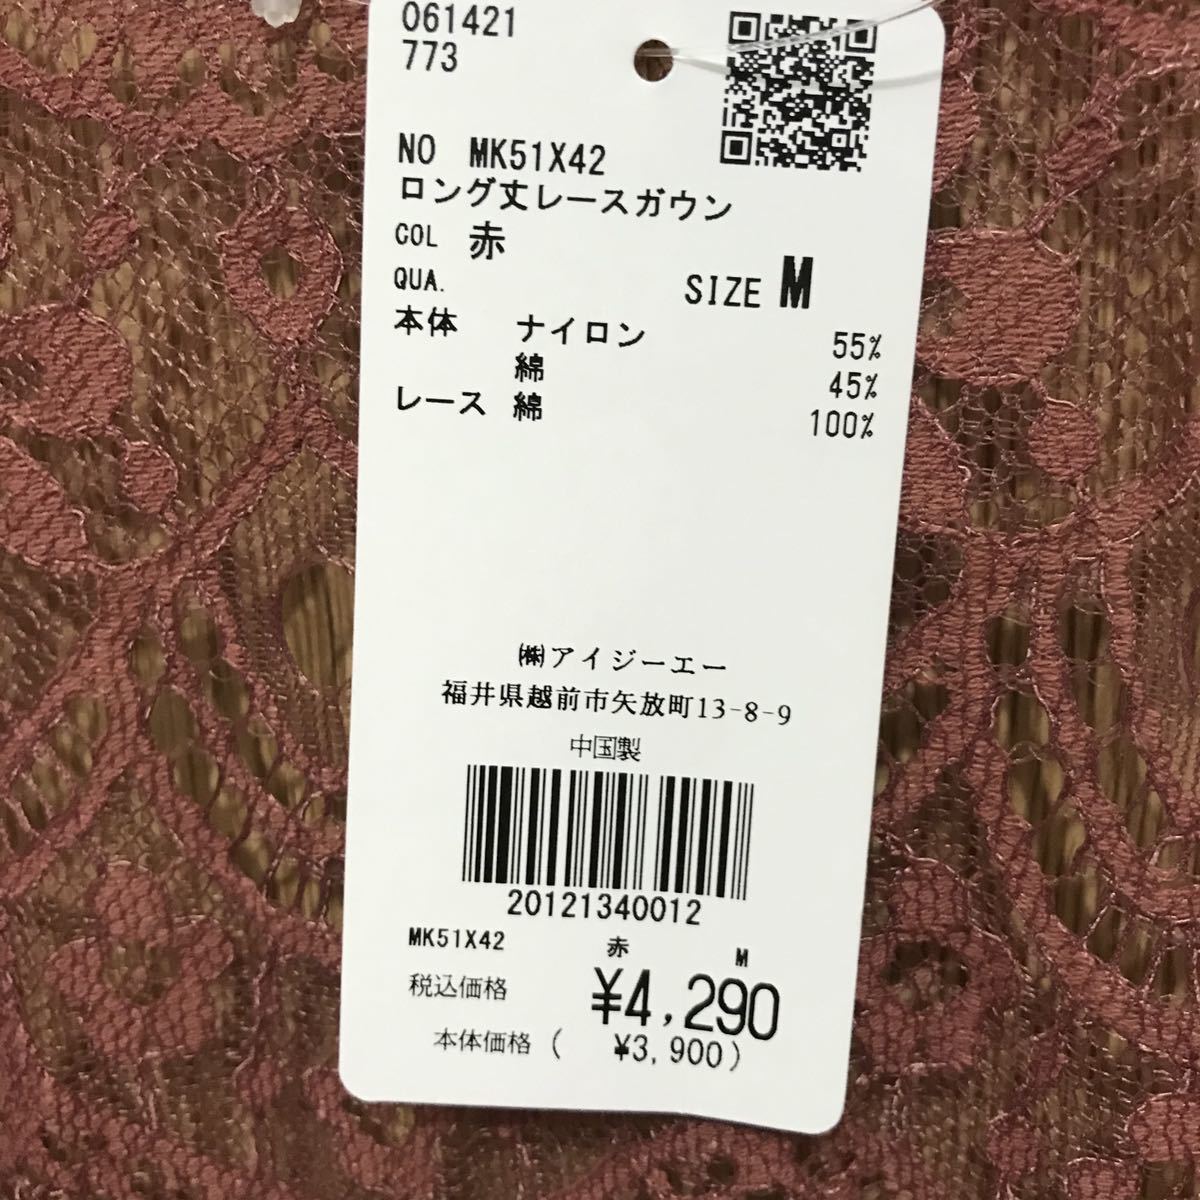 061421
773
NO MK51X42
ロング丈レースガウン
COL 赤
QUA.
SIZE M
本体 ナイロン 55%
綿 45%
レース 綿 100%
㈱アイジーエー
福井県越前市矢放町13-8-9
中国製
20121340012
MK51X42 赤 M
税込価格 ¥4,290
本体価格( ¥3,900)